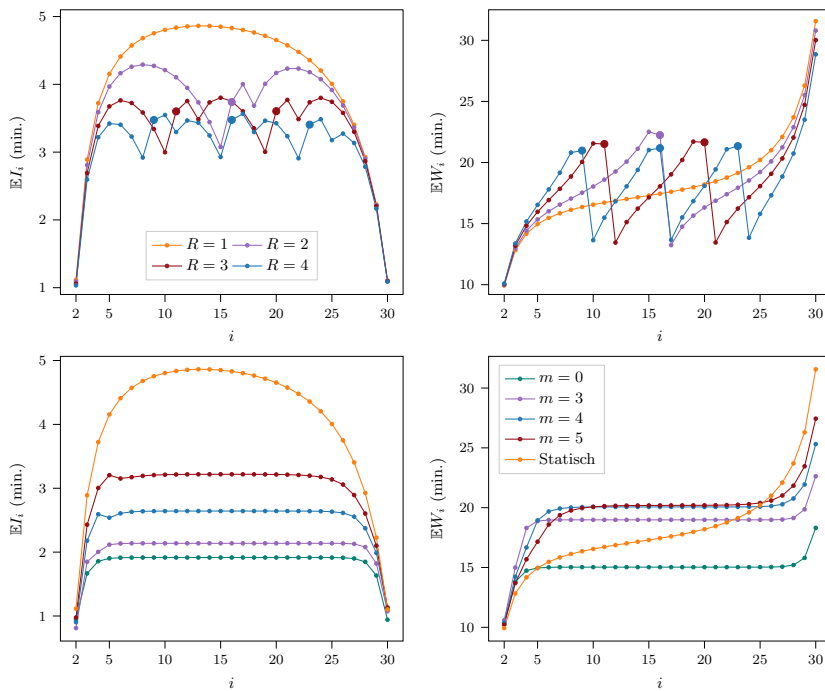 5
4
3
2
1
𝔼I_i (min.)
R = 1
R = 2
R = 3
R = 4
2 5 10 15 20 25 30
i
30
25
20
15
10
𝔼W_i (min.)
2 5 10 15 20 25 30
i
5
4
3
2
1
𝔼I_i (min.)
2 5 10 15 20 25 30
i
30
25
20
15
10
𝔼W_i (min.)
m = 0
m = 3
m = 4
m = 5
Statisch
2 5 10 15 20 25 30
i